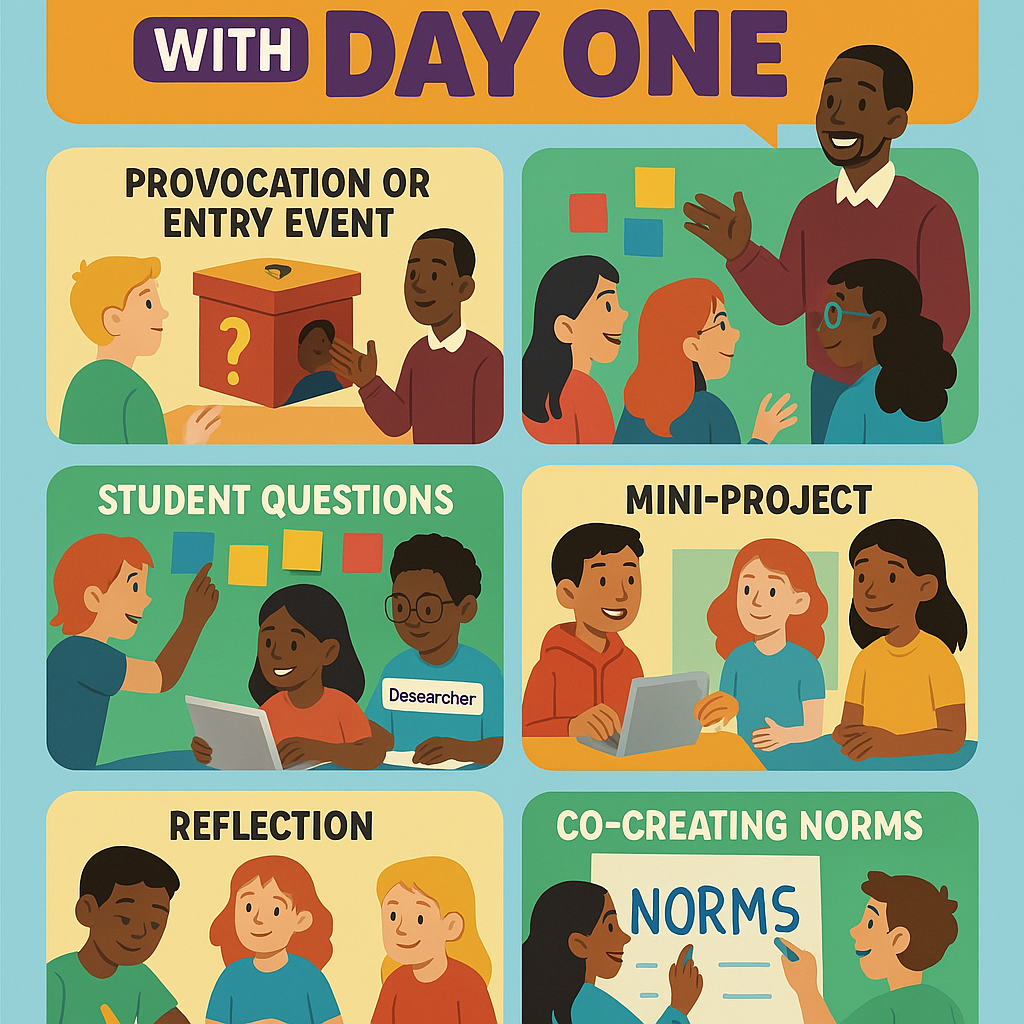 WITH DAY ONE
PROVOCATION OR
ENTRY EVENT
?
STUDENT QUESTIONS
Desearcher
MINI-PROJECT
REFLECTION
CO-CREATING NORMS
NORMS